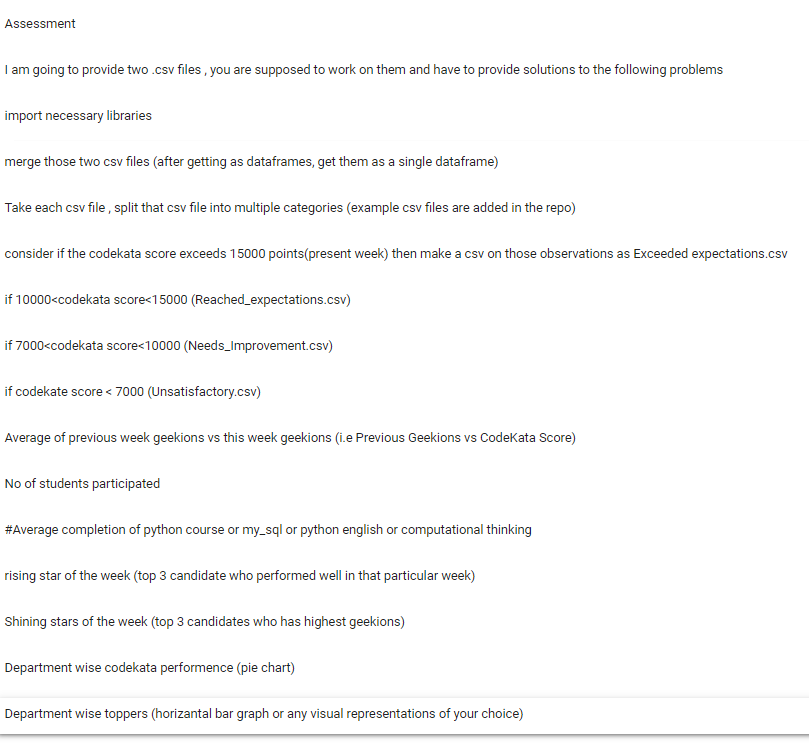 Assessment
I am going to provide two .csv files , you are supposed to work on them and have to provide solutions to the following problems
import necessary libraries
merge those two csv files (after getting as dataframes, get them as a single dataframe)
Take each csv file , split that csv file into multiple categories (example csv files are added in the repo)
consider if the codekata score exceeds 15000 points(present week) then make a csv on those observations as Exceeded expectations.csv
if 10000<codekata score<15000 (Reached_expectations.csv)
if 7000<codekata score<10000 (Needs_Improvement.csv)
if codekate score < 7000 (Unsatisfactory.csv)
Average of previous week geekions vs this week geekions (i.e Previous Geekions vs CodeKata Score)
No of students participated
#Average completion of python course or my_sql or python english or computational thinking
rising star of the week (top 3 candidate who performed well in that particular week)
Shining stars of the week (top 3 candidates who has highest geekions)
Department wise codekata performence (pie chart)
Department wise toppers (horizantal bar graph or any visual representations of your choice)